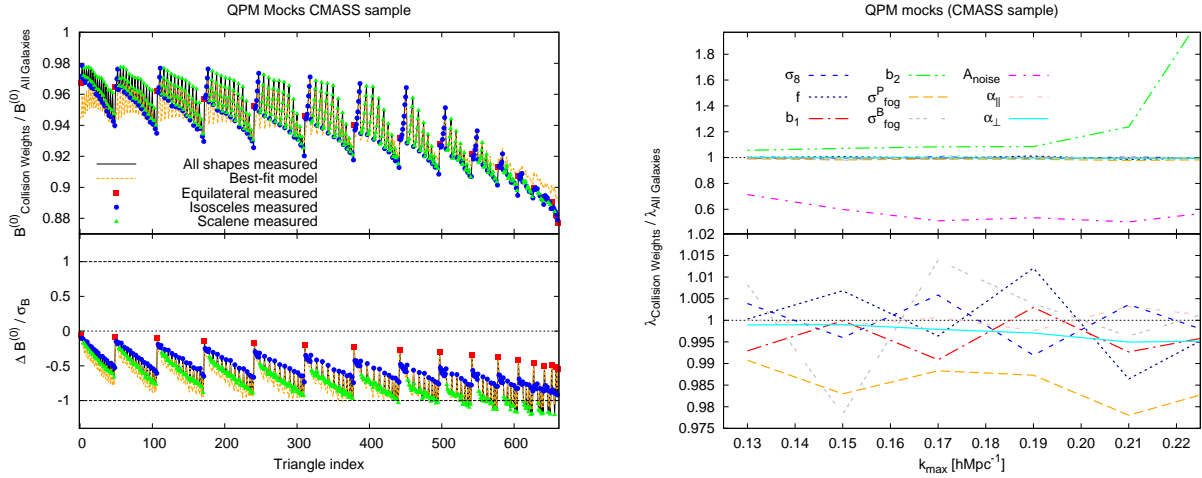 QPM Mocks CMASS sample
B^(0)Collision Weights / B^(0)All Galaxies
1
0.98
0.96
0.94
0.92
0.9
0.88
All shapes measured
Best-fit model
Equilateral measured
Isosceles measured
Scalene measured
Δ B^(0) / σB
1
0.5
0
-0.5
-1
0 100 200 300 400 500 600
Triangle index
QPM mocks (CMASS sample)
λCollision Weights / λAll Galaxies
1.8
1.6
1.4
1.2
1
0.8
0.6
σ8 b2 Anoise
f σ^P fog α||
b1 σ^B fog α⊥
1.02
1.015
1.01
1.005
1
0.995
0.99
0.985
0.98
0.975
0.13 0.14 0.15 0.16 0.17 0.18 0.19 0.20 0.21 0.22
kmax [hMpc^-1]